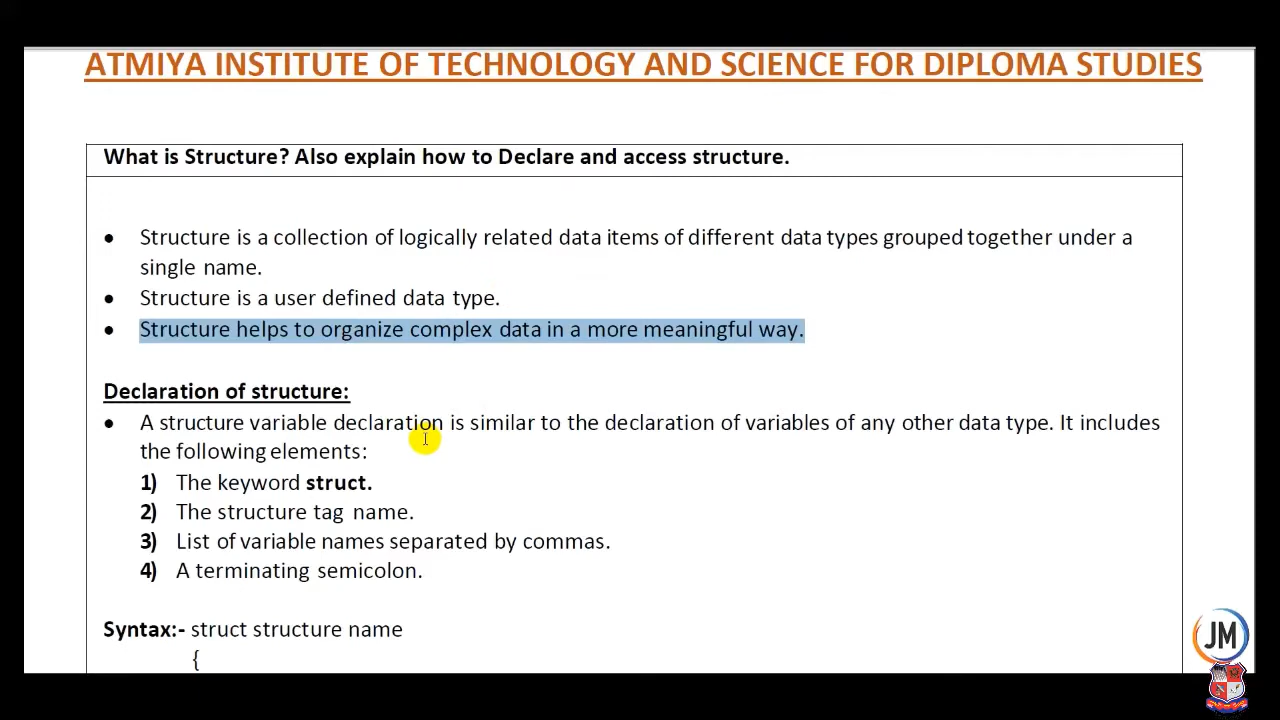 ATMIYA INSTITUTE OF TECHNOLOGY AND SCIENCE FOR DIPLOMA STUDIES
What is Structure? Also explain how to Declare and access structure.
• Structure is a collection of logically related data items of different data types grouped together under a
single name.
• Structure is a user defined data type.
• Structure helps to organize complex data in a more meaningful way.
Declaration of structure:
• A structure variable declaration is similar to the declaration of variables of any other data type. It includes
the following elements:
1) The keyword struct.
2) The structure tag name.
3) List of variable names separated by commas.
4) A terminating semicolon.
Syntax:- struct structure name
{
JM